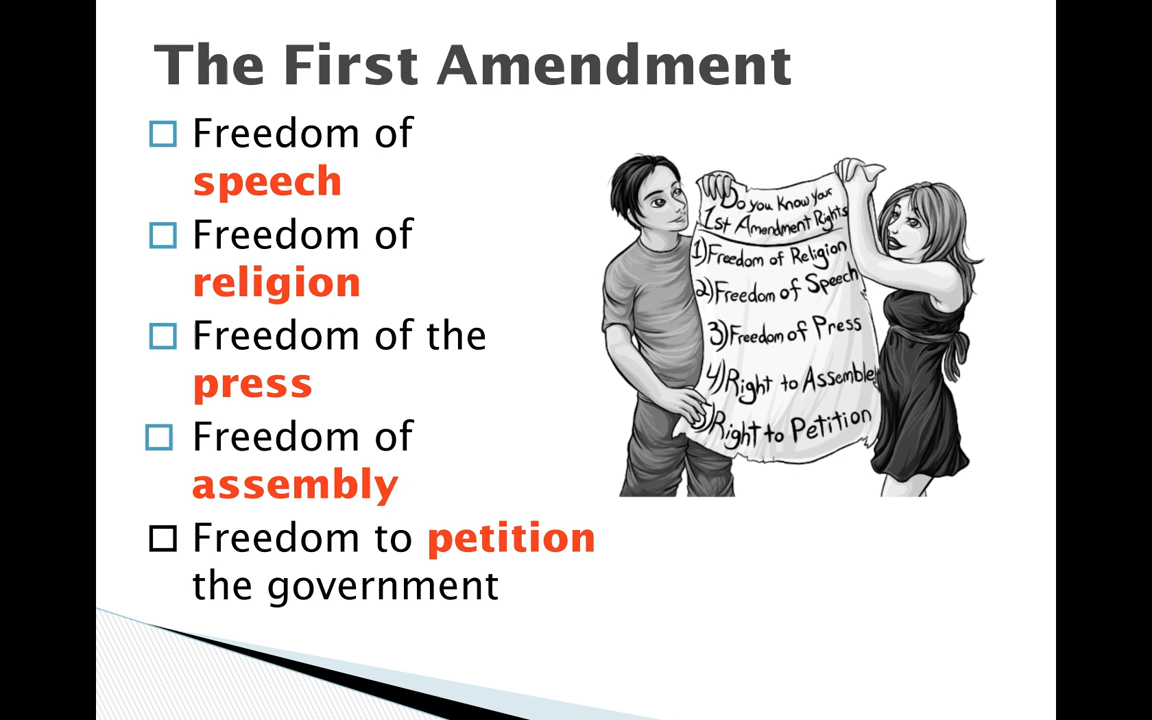 The First Amendment
Freedom of
speech
Freedom of
religion
Freedom of the
press
Freedom of
assembly
Freedom to petition
the government
Do you Know Your
1st Amendment Rights
1)Freedom of Religion
2)Freedom of Speech
3)Freedom of Press
4)Right to Assemble
5)Right to Petition